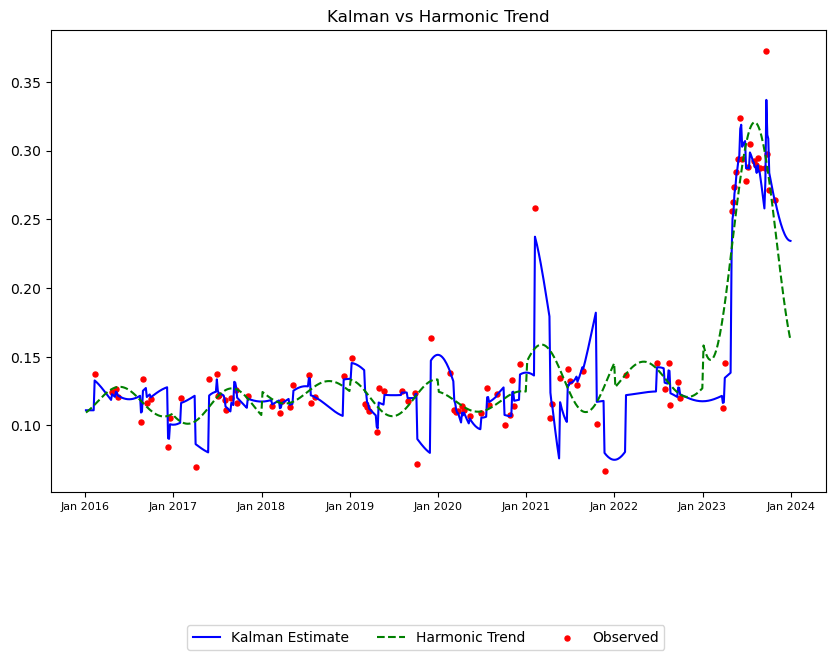 Kalman vs Harmonic Trend
0.35
0.30
0.25
0.20
0.15
0.10
Jan 2016 Jan 2017 Jan 2018 Jan 2019 Jan 2020 Jan 2021 Jan 2022 Jan 2023 Jan 2024
Kalman Estimate Harmonic Trend Observed